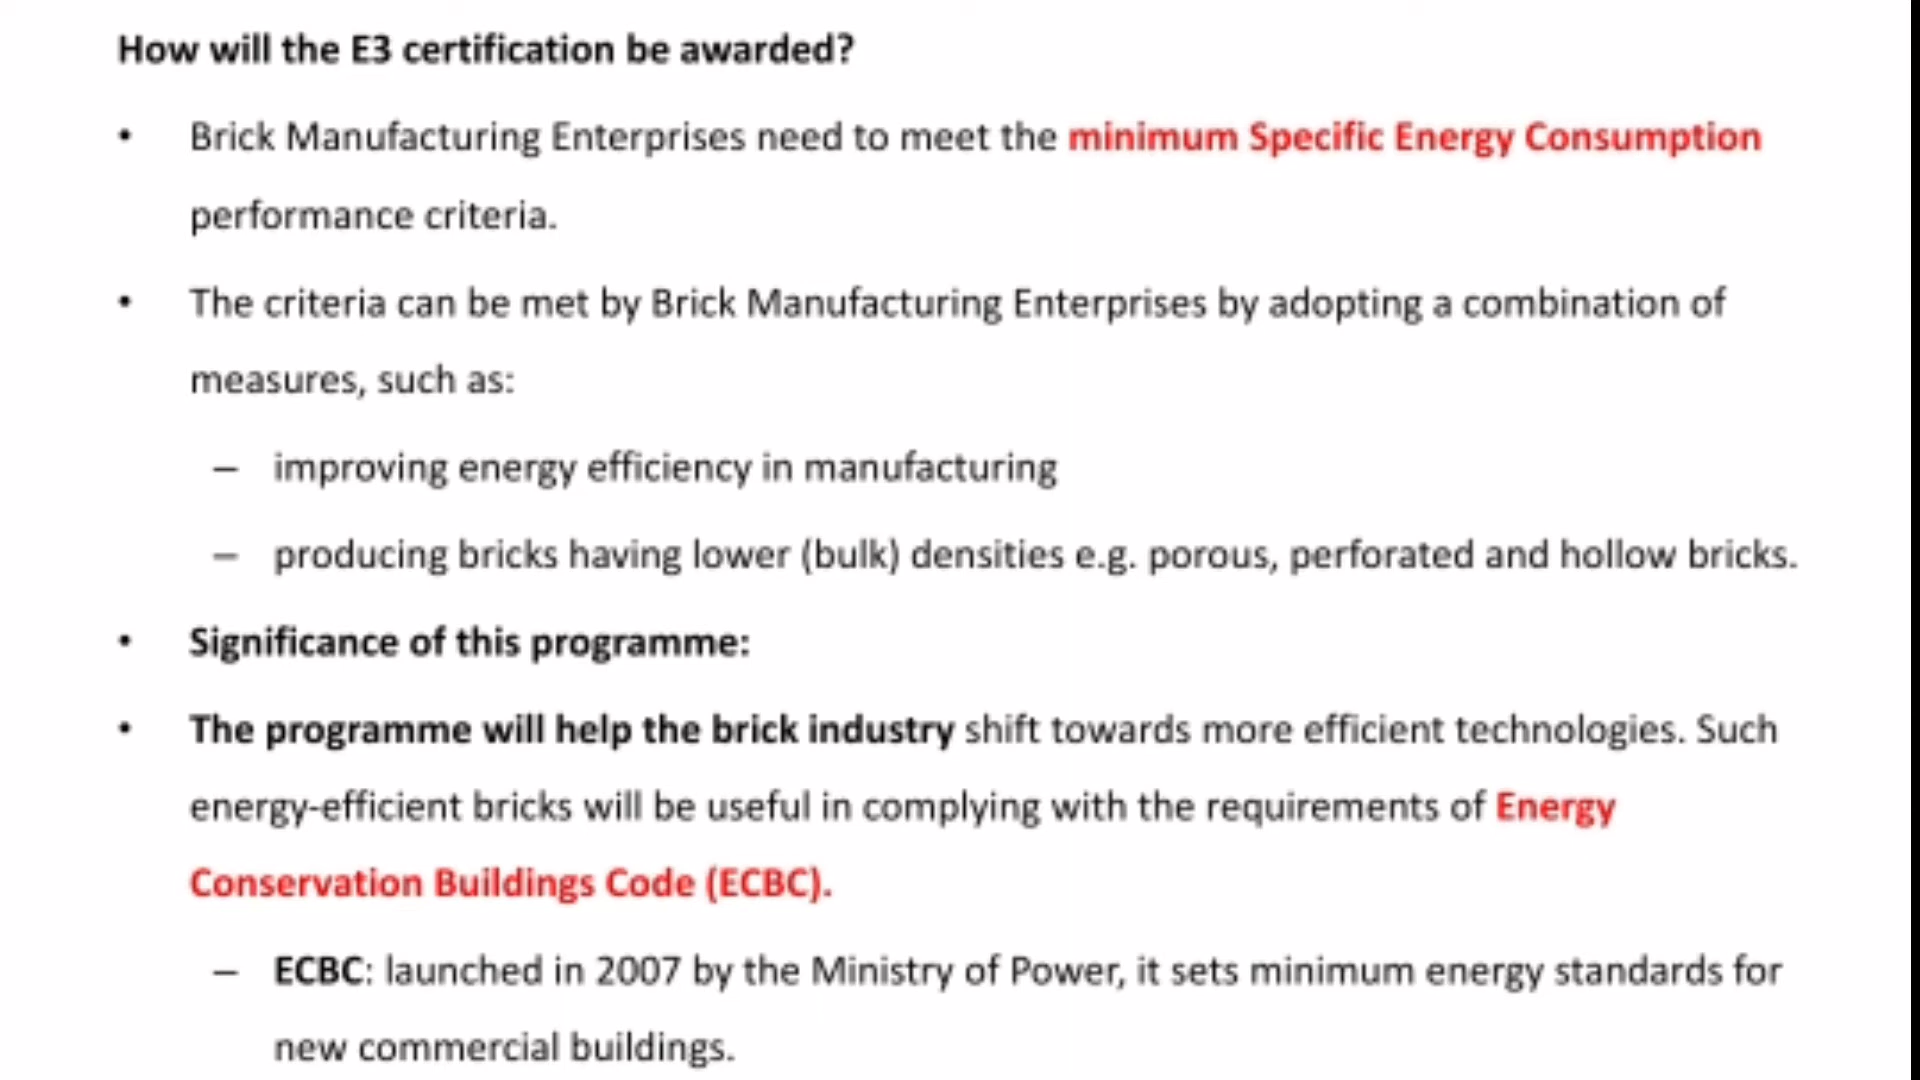 How will the E3 certification be awarded?
• Brick Manufacturing Enterprises need to meet the minimum Specific Energy Consumption
performance criteria.
• The criteria can be met by Brick Manufacturing Enterprises by adopting a combination of
measures, such as:
– improving energy efficiency in manufacturing
– producing bricks having lower (bulk) densities e.g. porous, perforated and hollow bricks.
• Significance of this programme:
• The programme will help the brick industry shift towards more efficient technologies. Such
energy-efficient bricks will be useful in complying with the requirements of Energy
Conservation Buildings Code (ECBC).
– ECBC: launched in 2007 by the Ministry of Power, it sets minimum energy standards for
new commercial buildings.